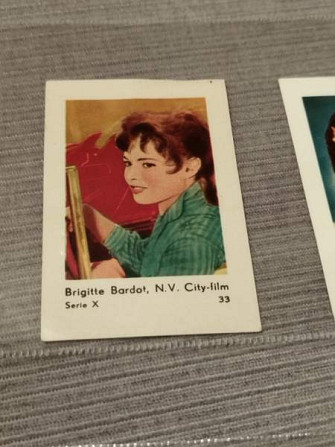 Brigitte Bardot, N.V. City-film
Serie X 33